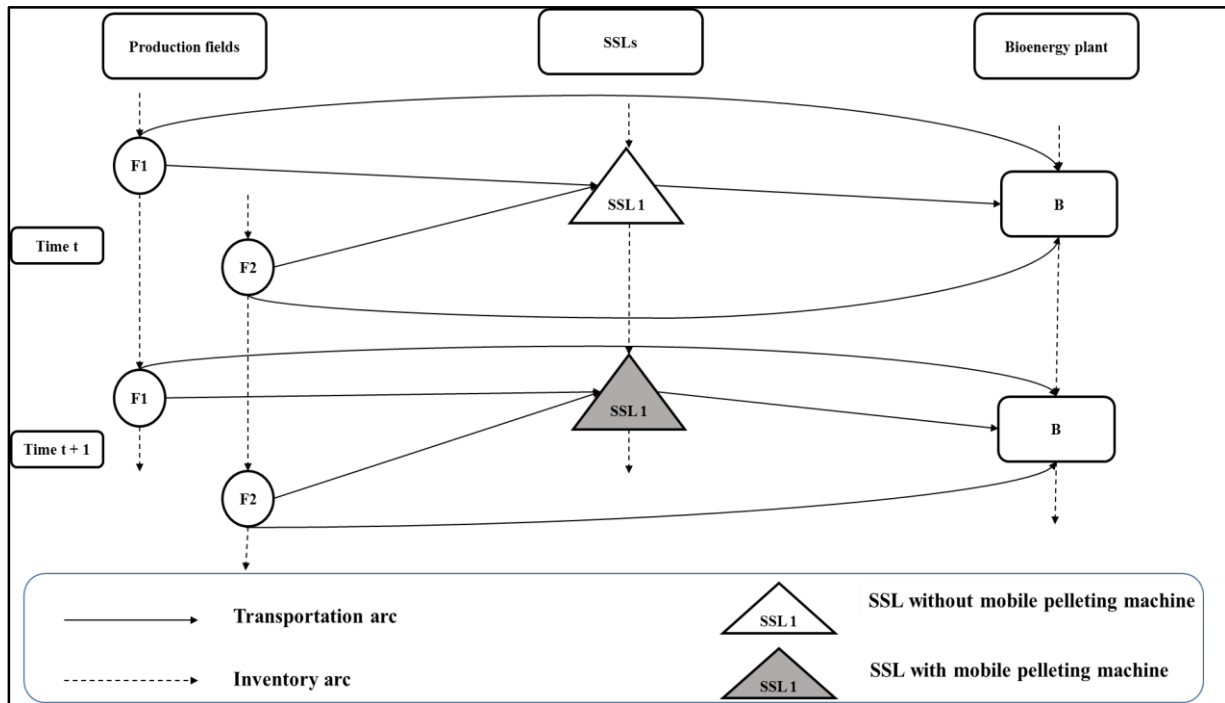 Production fields
SSLs
Bioenergy plant
F1
SSL 1
B
Time t
F2
F1
SSL 1
B
Time t + 1
F2
Transportation arc
SSL 1
SSL without mobile pelleting machine
Inventory arc
SSL 1
SSL with mobile pelleting machine